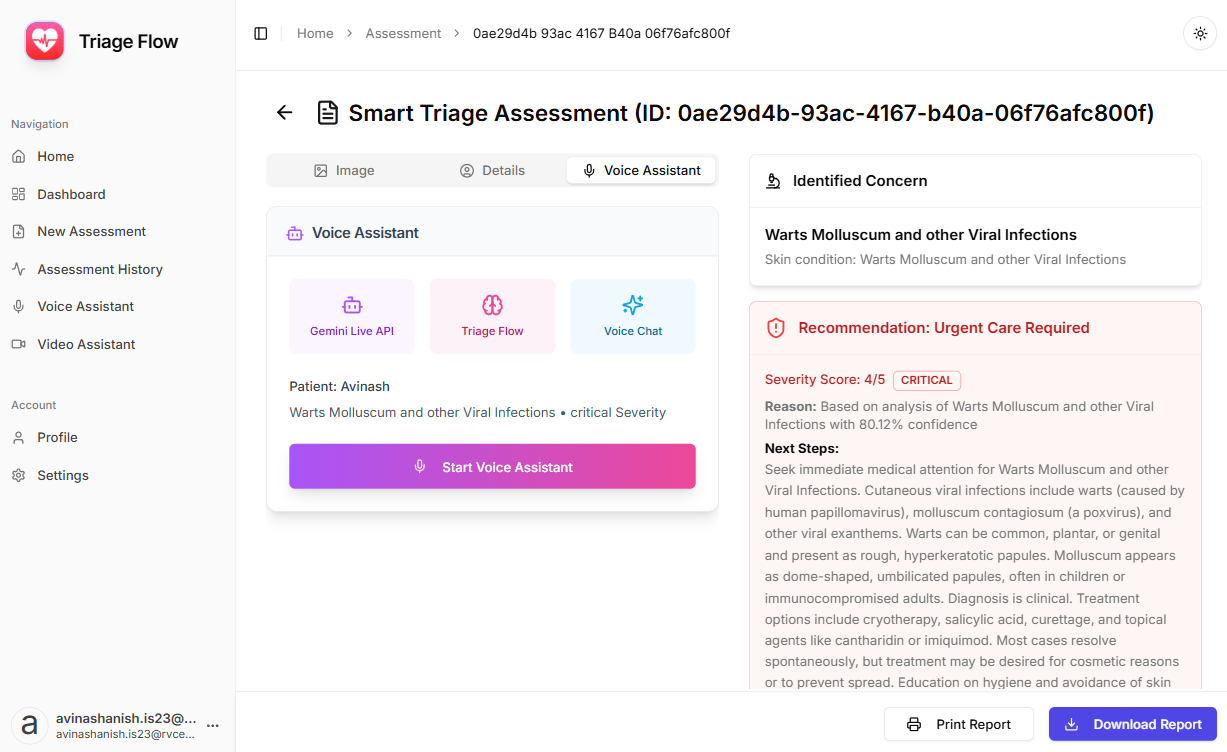 Triage Flow
Navigation
Home
Dashboard
New Assessment
Assessment History
Voice Assistant
Video Assistant
Account
Profile
Settings
a
avinashanish.is23@...
avinashanish.is23@rvce...
Home > Assessment > 0ae29d4b 93ac 4167 B40a 06f76afc800f
Smart Triage Assessment (ID: 0ae29d4b-93ac-4167-b40a-06f76afc800f)
Image
Details
Voice Assistant
Voice Assistant
Gemini Live API
Triage Flow
Voice Chat
Patient: Avinash
Warts Molluscum and other Viral Infections • critical Severity
Start Voice Assistant
Identified Concern
Warts Molluscum and other Viral Infections
Skin condition: Warts Molluscum and other Viral Infections
Recommendation: Urgent Care Required
Severity Score: 4/5 CRITICAL
Reason: Based on analysis of Warts Molluscum and other Viral
Infections with 80.12% confidence
Next Steps:
Seek immediate medical attention for Warts Molluscum and other
Viral Infections. Cutaneous viral infections include warts (caused by
human papillomavirus), molluscum contagiosum (a poxvirus), and
other viral exanthems. Warts can be common, plantar, or genital
and present as rough, hyperkeratotic papules. Molluscum appears
as dome-shaped, umbilicated papules, often in children or
immunocompromised adults. Diagnosis is clinical. Treatment
options include cryotherapy, salicylic acid, curettage, and topical
agents like cantharidin or imiquimod. Most cases resolve
spontaneously, but treatment may be desired for cosmetic reasons
or to prevent spread. Education on hygiene and avoidance of skin
Print Report
Download Report